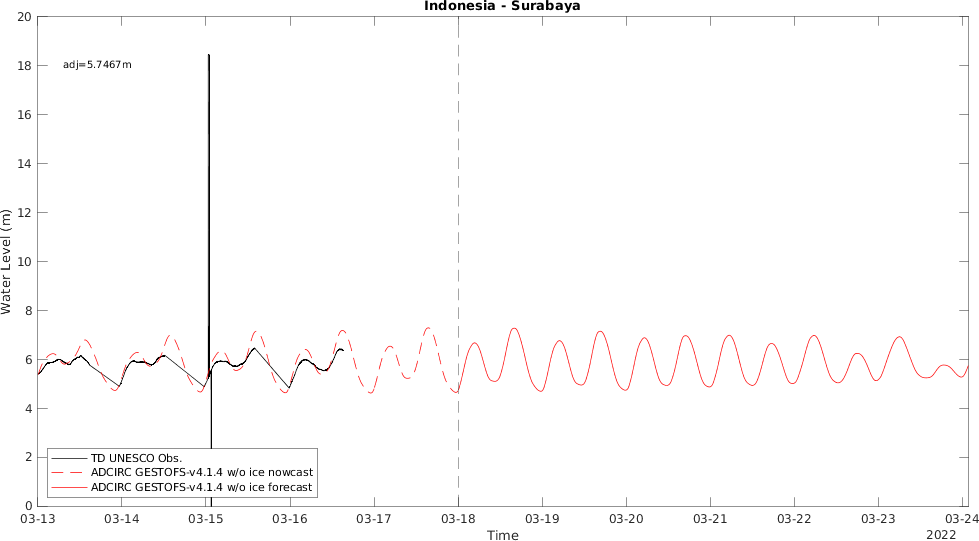 Indonesia - Surabaya
adj=5.7467m
20
18
16
14
12
10
8
6
4
2
0
Water Level (m)
TD UNESCO Obs.
ADCIRC GESTOFS-v4.1.4 w/o ice nowcast
ADCIRC GESTOFS-v4.1.4 w/o ice forecast
03-13 03-14 03-15 03-16 03-17 03-18 03-19 03-20 03-21 03-22 03-23 03-24
Time
2022